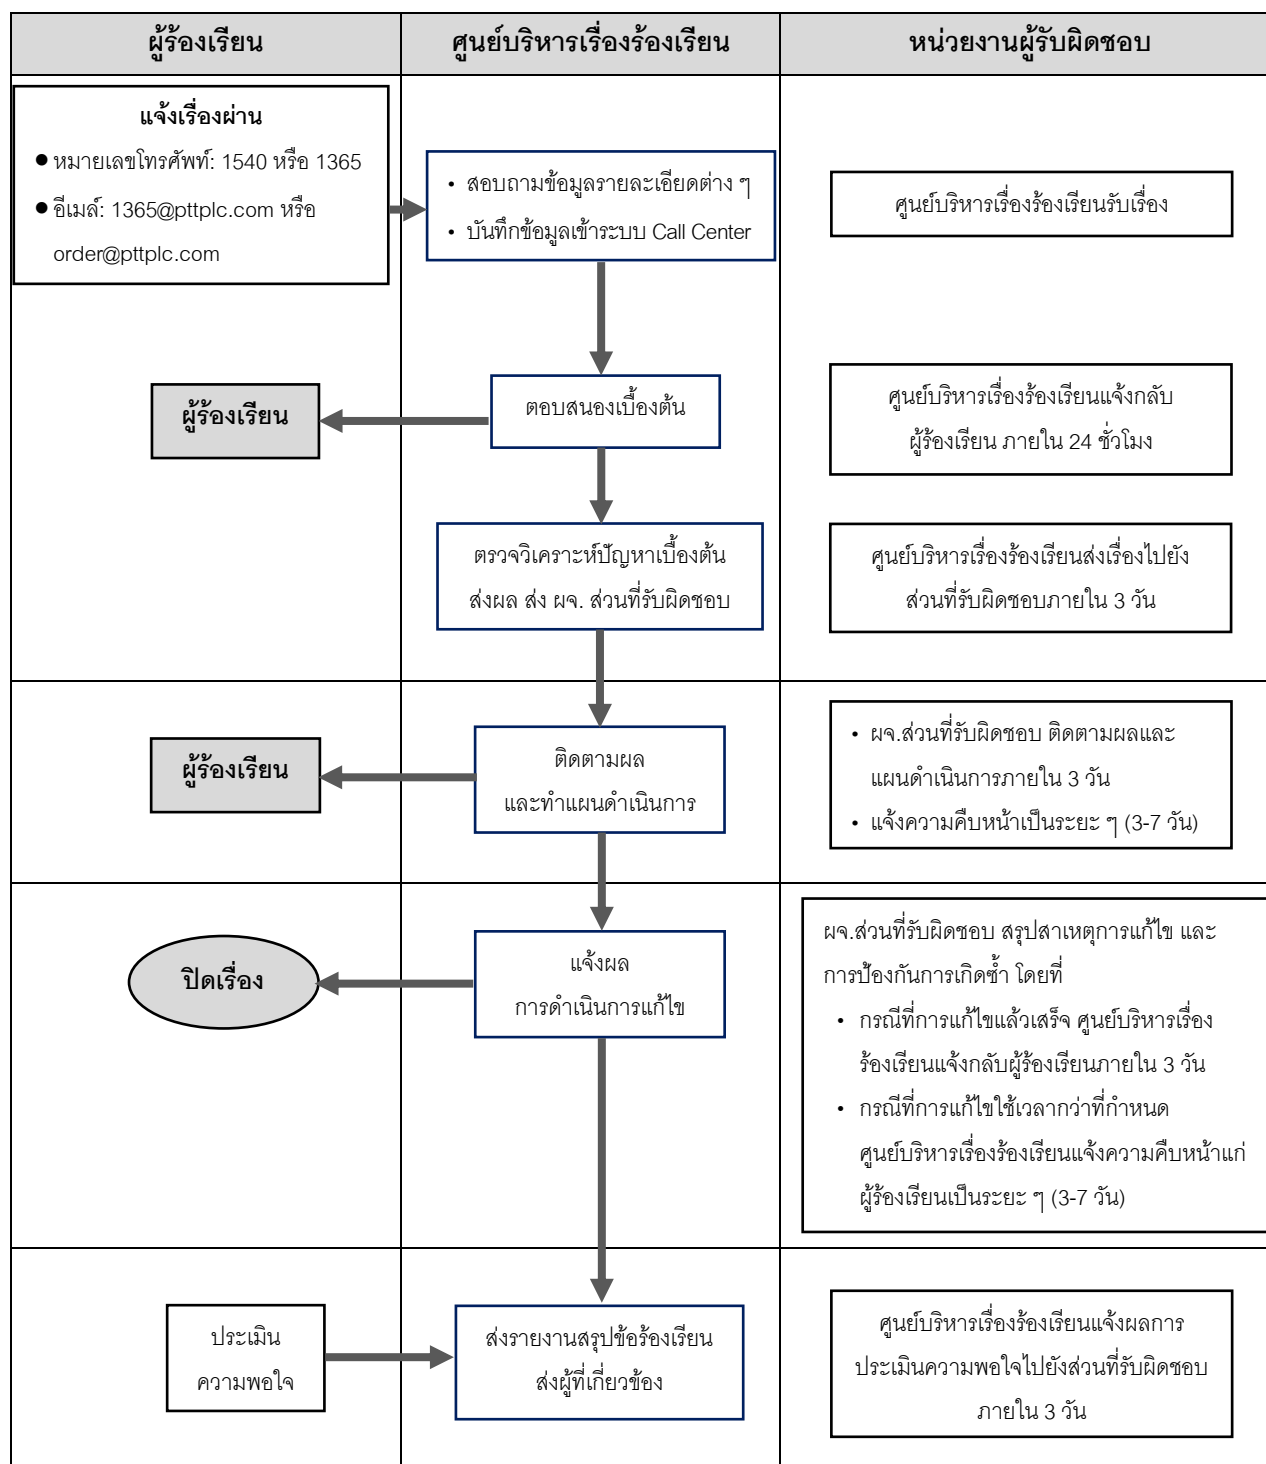 ผู้ร้องเรียน
ศูนย์บริหารเรื่องร้องเรียน
หน่วยงานผู้รับผิดชอบ
แจ้งเรื่องผ่าน
● หมายเลขโทรศัพท์: 1540 หรือ 1365
● อีเมล์: 1365@pttplc.com หรือ
order@pttplc.com
• สอบถามข้อมูลรายละเอียดต่าง ๆ
• บันทึกข้อมูลเข้าระบบ Call Center
ศูนย์บริหารเรื่องร้องเรียนรับเรื่อง
ผู้ร้องเรียน
ตอบสนองเบื้องต้น
ศูนย์บริหารเรื่องร้องเรียนแจ้งกลับ
ผู้ร้องเรียน ภายใน 24 ชั่วโมง
ตรวจวิเคราะห์ปัญหาเบื้องต้น
ส่งผล ส่ง ผจ. ส่วนที่รับผิดชอบ
ศูนย์บริหารเรื่องร้องเรียนส่งเรื่องไปยัง
ส่วนที่รับผิดชอบภายใน 3 วัน
ผู้ร้องเรียน
ติดตามผล
และทำแผนดำเนินการ
• ผจ.ส่วนที่รับผิดชอบ ติดตามผลและ
แผนดำเนินการภายใน 3 วัน
• แจ้งความคืบหน้าเป็นระยะ ๆ (3-7 วัน)
ปิดเรื่อง
แจ้งผล
การดำเนินการแก้ไข
ผจ.ส่วนที่รับผิดชอบ สรุปสาเหตุการแก้ไข และ
การป้องกันการเกิดซ้ำ โดยที่
• กรณีที่การแก้ไขแล้วเสร็จ ศูนย์บริหารเรื่อง
ร้องเรียนแจ้งกลับผู้ร้องเรียนภายใน 3 วัน
• กรณีที่การแก้ไขใช้เวลากว่าที่กำหนด
ศูนย์บริหารเรื่องร้องเรียนแจ้งความคืบหน้าแก่
ผู้ร้องเรียนเป็นระยะ ๆ (3-7 วัน)
ประเมิน
ความพอใจ
ส่งรายงานสรุปข้อร้องเรียน
ส่งผู้ที่เกี่ยวข้อง
ศูนย์บริหารเรื่องร้องเรียนแจ้งผลการ
ประเมินความพอใจไปยังส่วนที่รับผิดชอบ
ภายใน 3 วัน